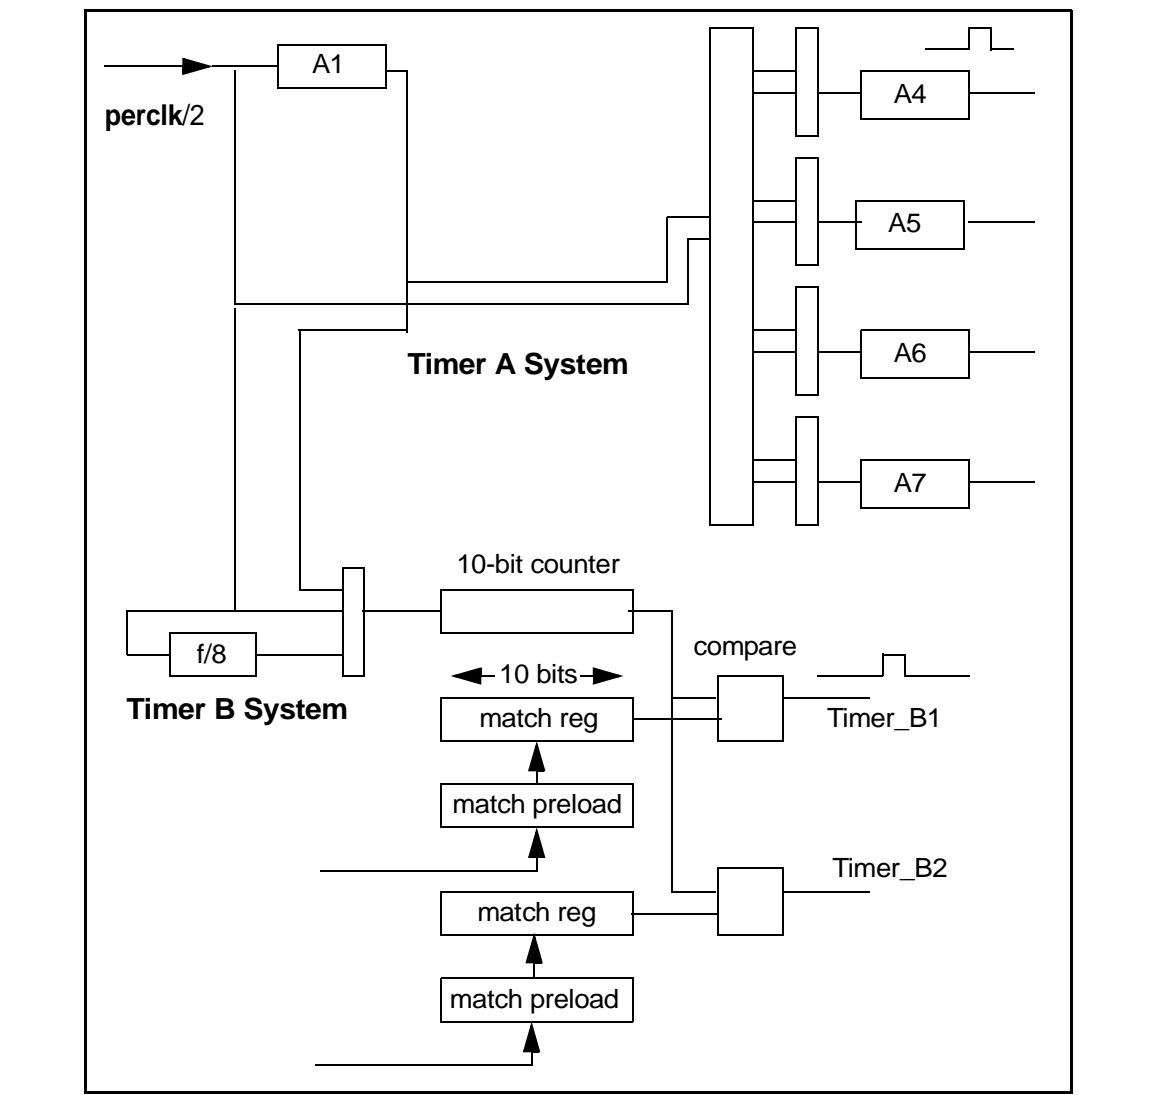 A1
perclk/2
A4
A5
A6
Timer A System
A7
10-bit counter
f/8
compare
10 bits
Timer B System
match reg
Timer_B1
match preload
Timer_B2
match reg
match preload